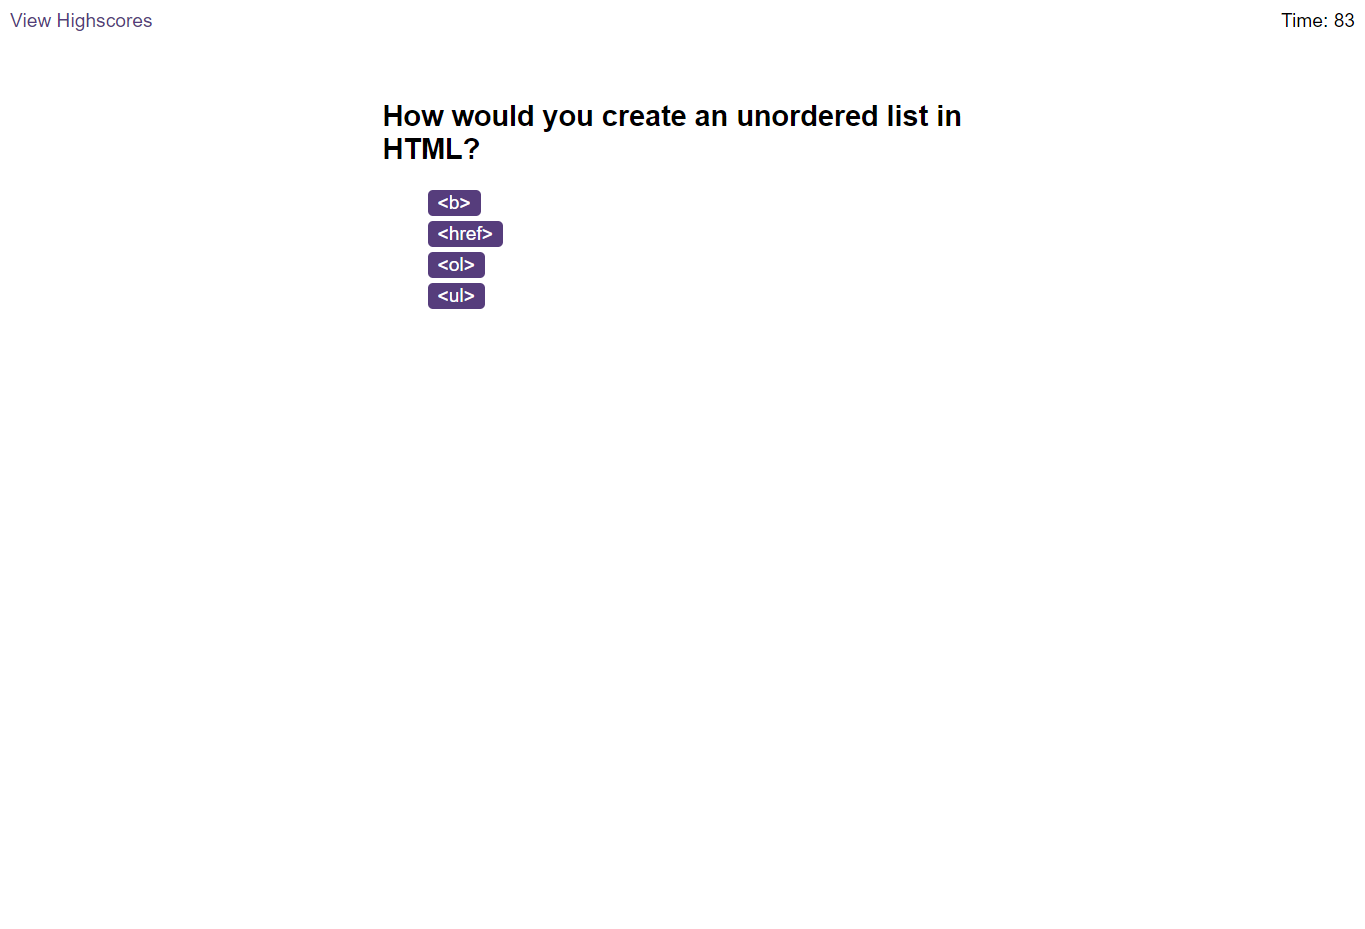 View Highscores
Time: 83
How would you create an unordered list in
HTML?
<b>
<href>
<ol>
<ul>